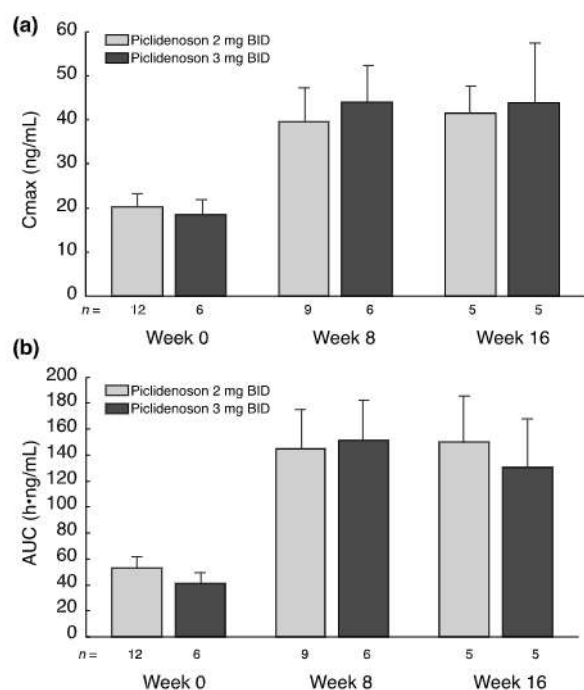 (a)
60
50
40
30
20
10
0
Cmax (ng/mL)
Piclidenoson 2 mg BID
Piclidenoson 3 mg BID
n = 12 6 9 6 5 5
Week 0 Week 8 Week 16
(b)
200
180
160
140
120
100
80
60
40
20
0
AUC (h•ng/mL)
Piclidenoson 2 mg BID
Piclidenoson 3 mg BID
n = 12 6 9 6 5 5
Week 0 Week 8 Week 16